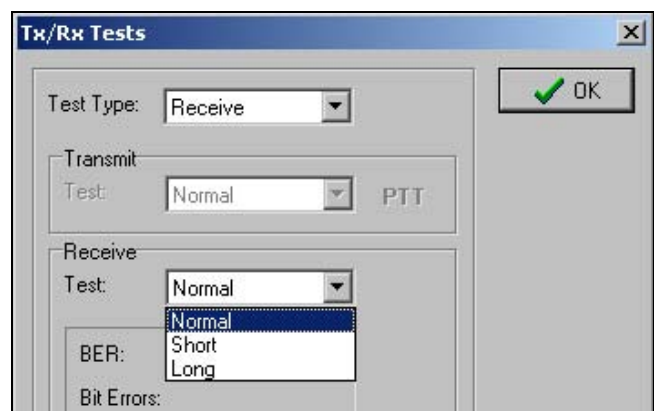 Tx/Rx Tests
OK
Test Type: Receive
Transmit
Test: Normal PTT
Receive
Test: Normal
Normal
Short
Long
BER:
Bit Errors: